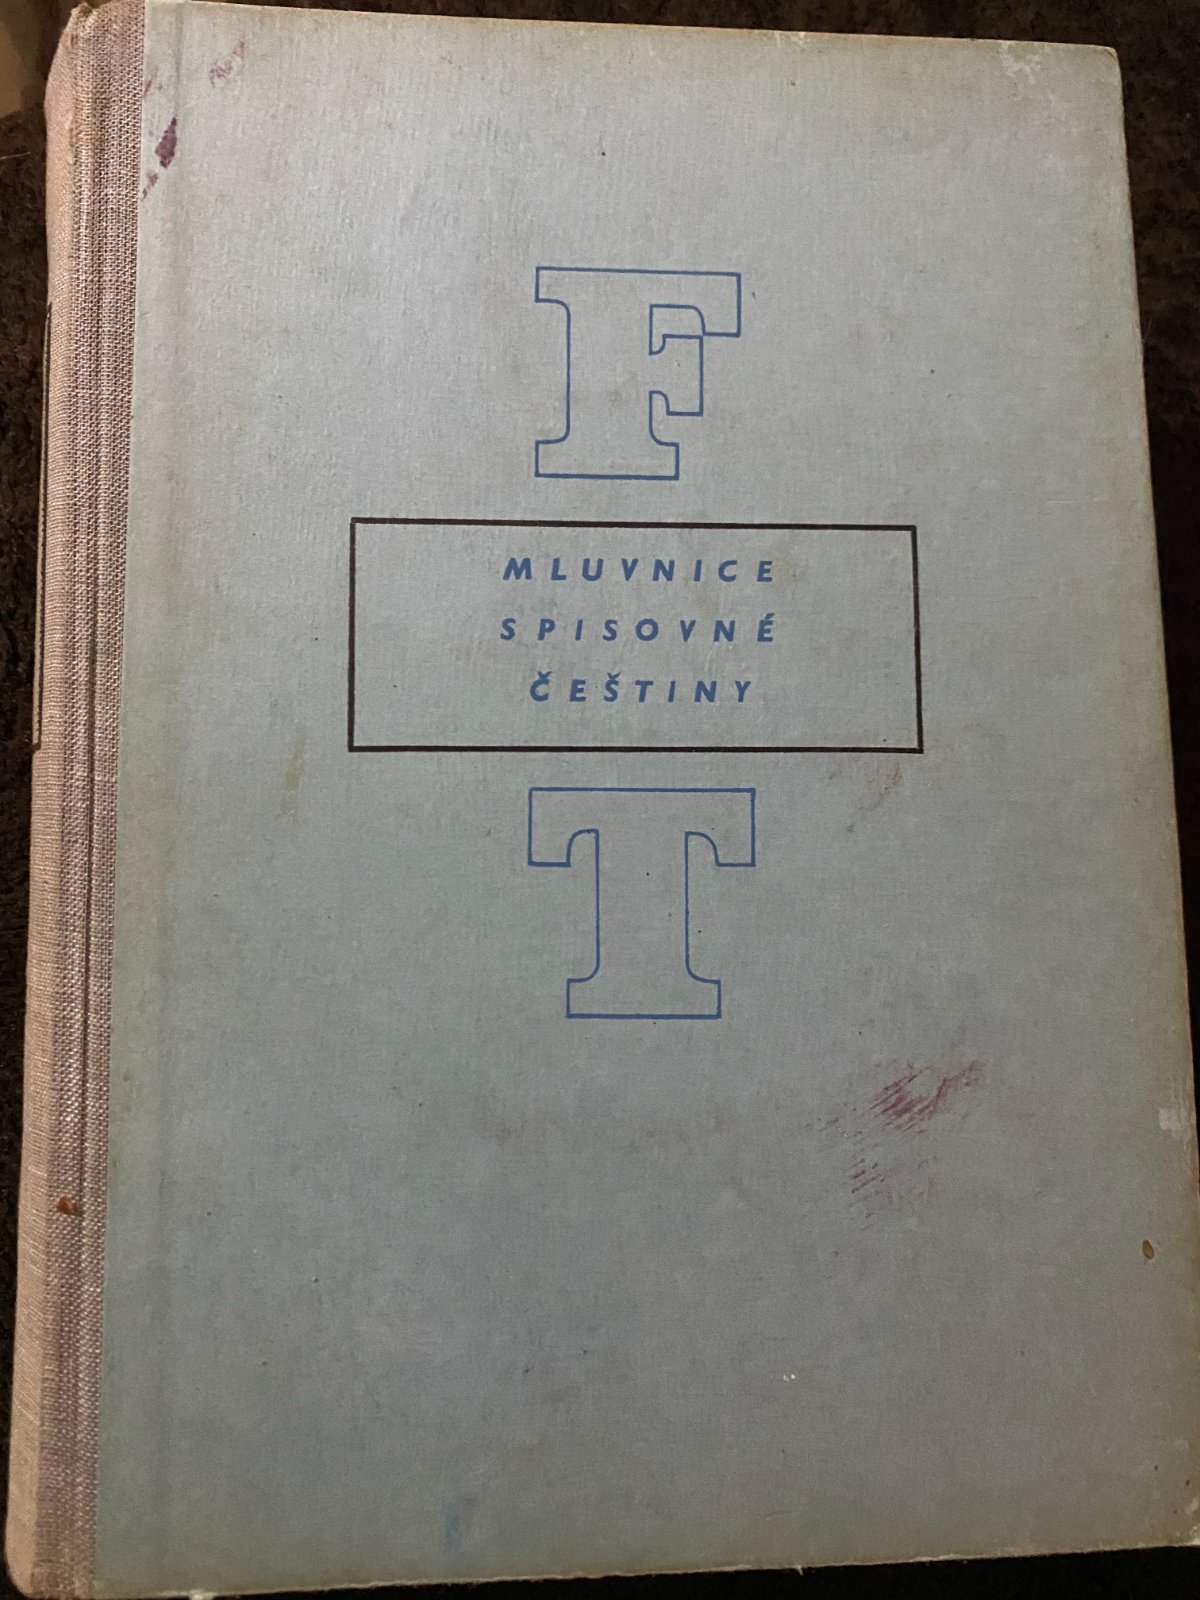 F
MLUVNICE
SPISOVNÉ
ČEŠTINY
T